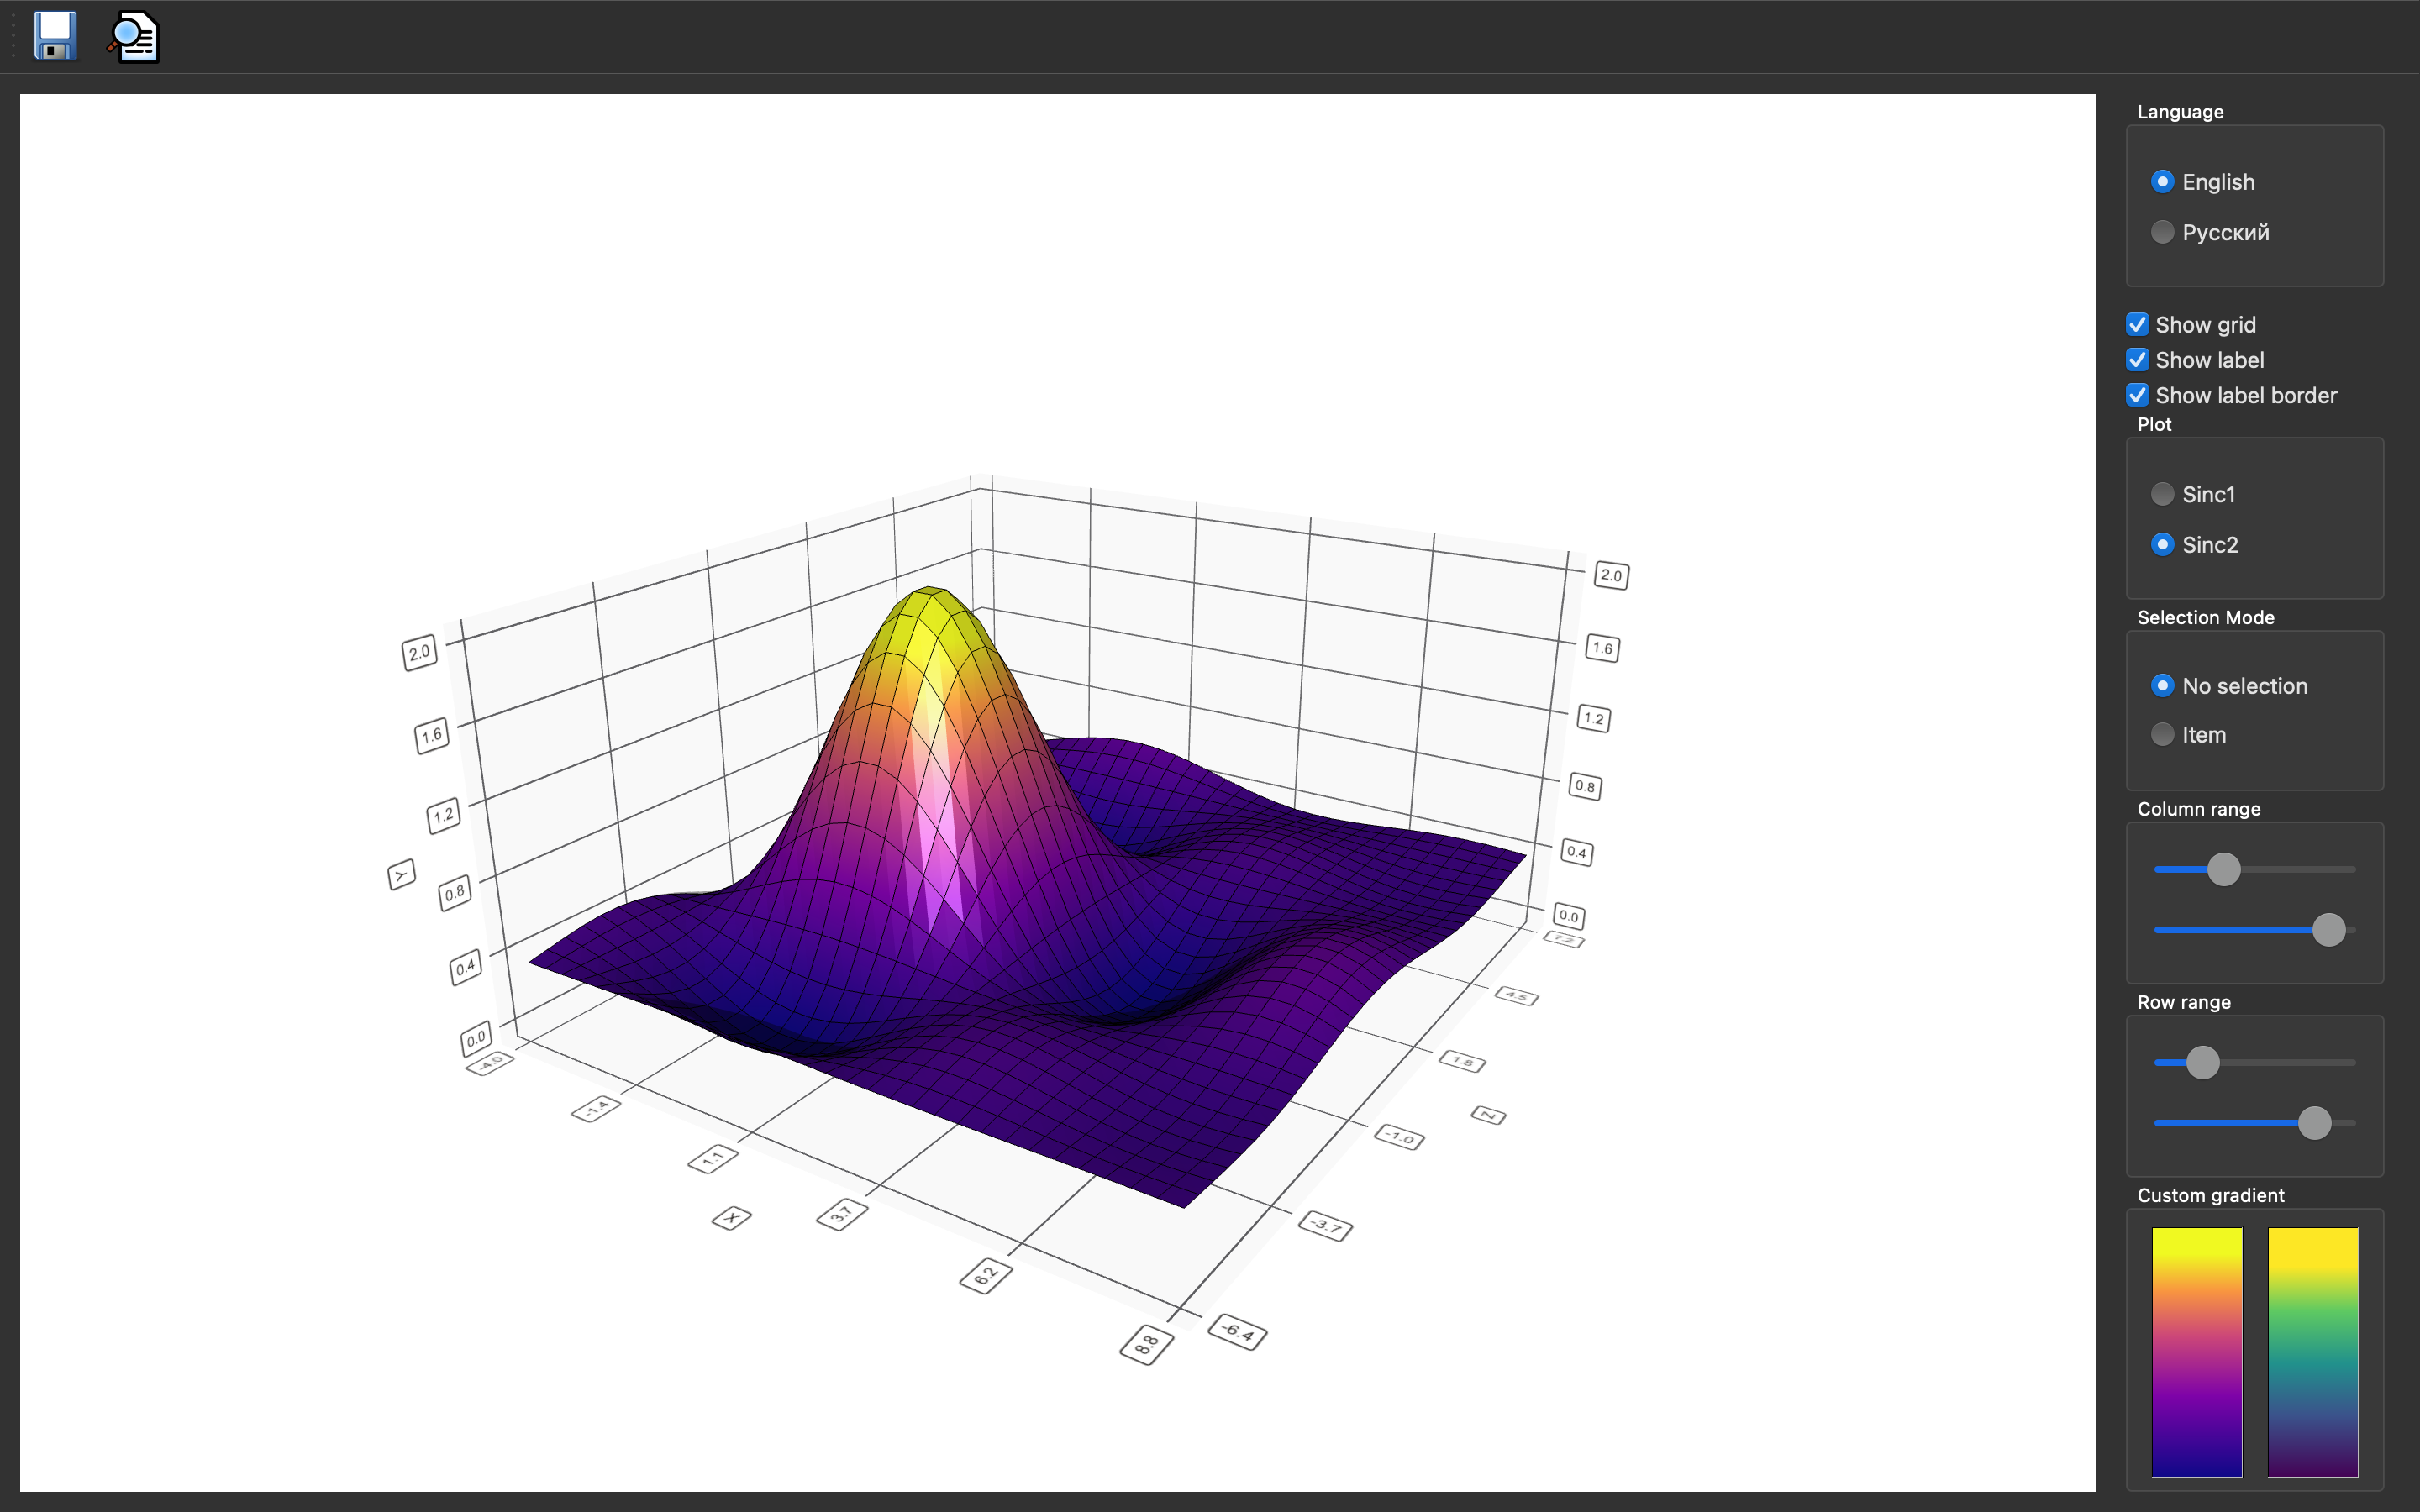 Language
English
Русский
Show grid
Show label
Show label border
Plot
Sinc1
Sinc2
Selection Mode
No selection
Item
Column range
Row range
Custom gradient
2.0
1.6
1.2
0.8
0.4
0.0
Y
2.0
1.6
1.2
0.8
0.4
0.0
-4.0
-1.4
1.1
3.7
6.2
8.8
X
7.2
4.5
1.8
-1.0
-3.7
-6.4
Z